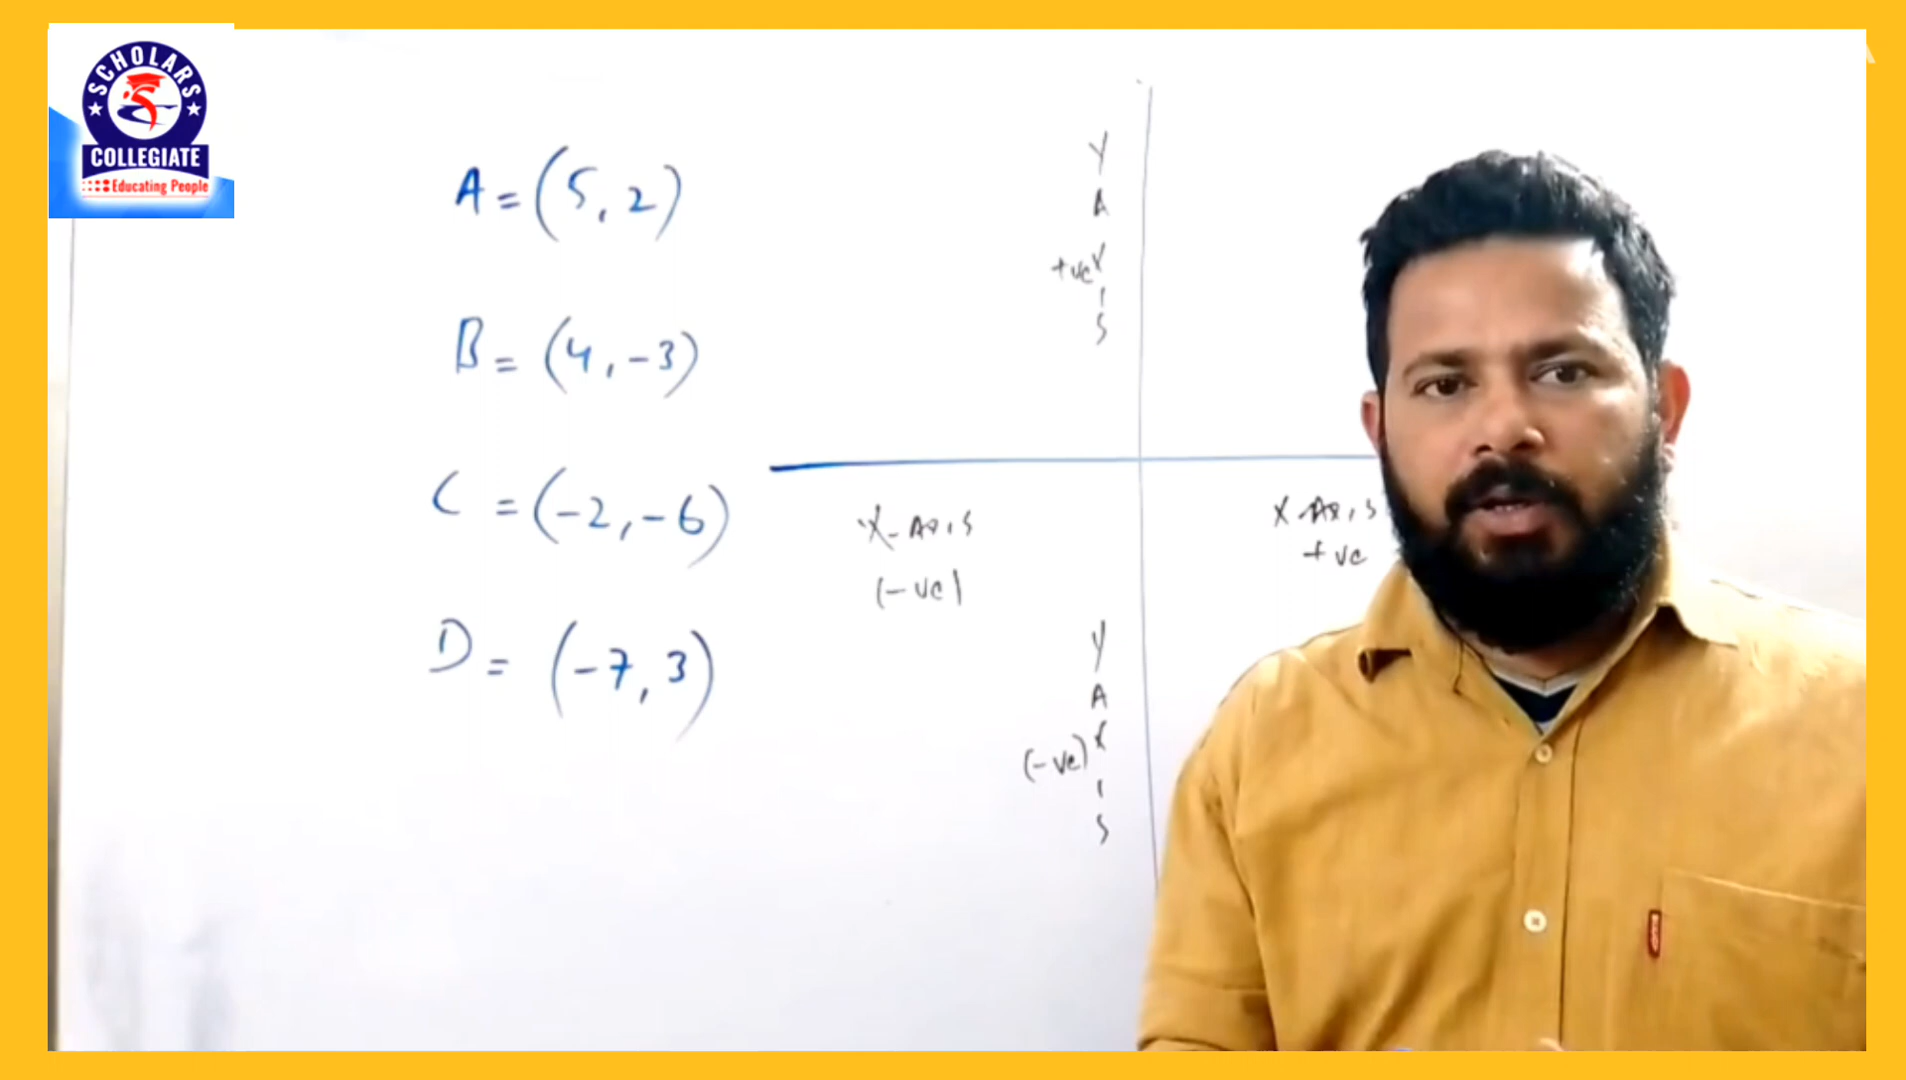 SCHOLARS
COLLEGIATE
Educating People
A = (5, 2)
B = (4, -3)
C = (-2, -6)
D = (-7, 3)
Y
A
X
I
S
+ve
X-Axis
(-ve)
X-Axis
+ve
Y
A
X
I
S
(-ve)